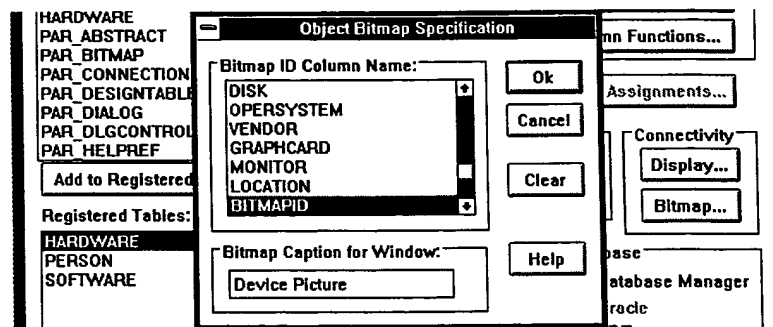 HARDWARE
PAR_ABSTRACT
PAR_BITMAP
PAR_CONNECTION
PAR_DESIGNTABLE
PAR_DIALOG
PAR_DLGCONTROL
PAR_HELPREF
Add to Registered
Registered Tables:
HARDWARE
PERSON
SOFTWARE
Object Bitmap Specification
Bitmap ID Column Name:
DISK
OPERSYSTEM
VENDOR
GRAPHCARD
MONITOR
LOCATION
BITMAPID
Bitmap Caption for Window:
Device Picture
Ok
Cancel
Clear
Help
mn Functions...
Assignments...
Connectivity
Display...
Bitmap...
base
atabase Manager
racle